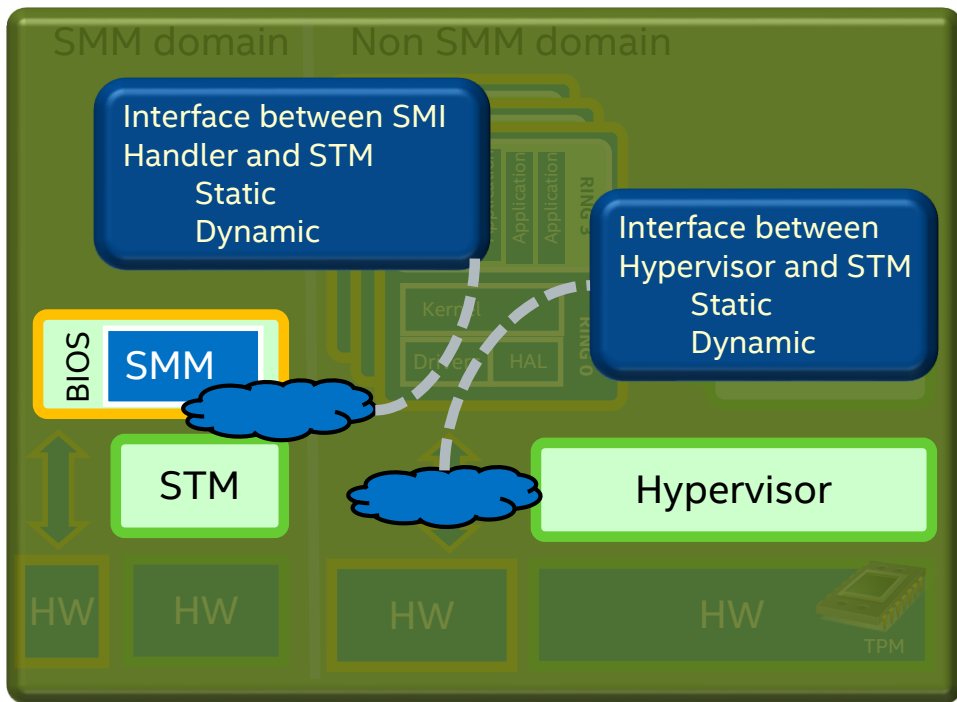 SMM domain
Non SMM domain
Interface between SMI
Handler and STM
Static
Dynamic
Application
Application
RING 3
Interface between
Hypervisor and STM
Static
Dynamic
Kernel
Drivers
HAL
RING 0
BIOS
SMM
STM
Hypervisor
HW
HW
HW
HW
TPM